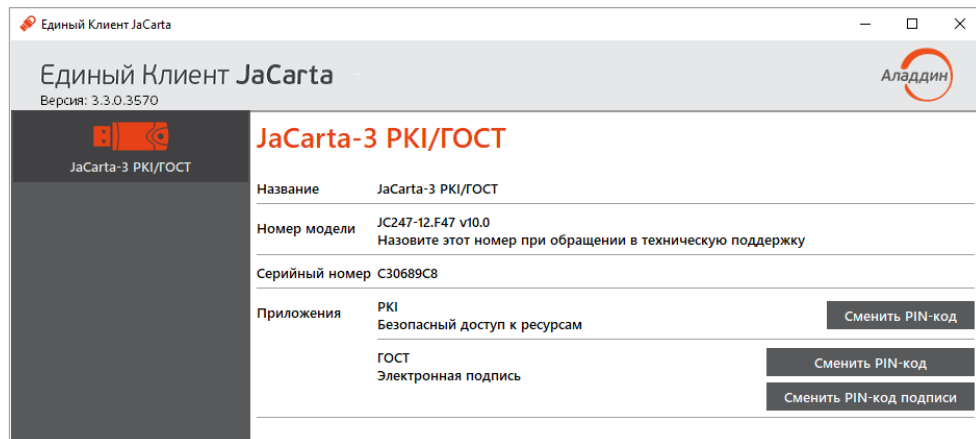 Единый Клиент JaCarta
Единый Клиент JaCarta
Версия: 3.3.0.3570
Аладдин
JaCarta-3 PKI/ГОСТ
JaCarta-3 PKI/ГОСТ
Название JaCarta-3 PKI/ГОСТ
Номер модели JC247-12.F47 v10.0
Назовите этот номер при обращении в техническую поддержку
Серийный номер C30689C8
Приложения PKI
Безопасный доступ к ресурсам
Сменить PIN-код
ГОСТ
Электронная подпись
Сменить PIN-код
Сменить PIN-код подписи